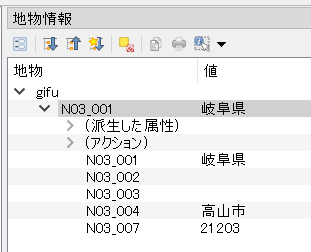 地物情報
地物 値
gifu
N03_001 岐阜県
(派生した属性)
(アクション)
N03_001 岐阜県
N03_002
N03_003
N03_004 高山市
N03_007 21203